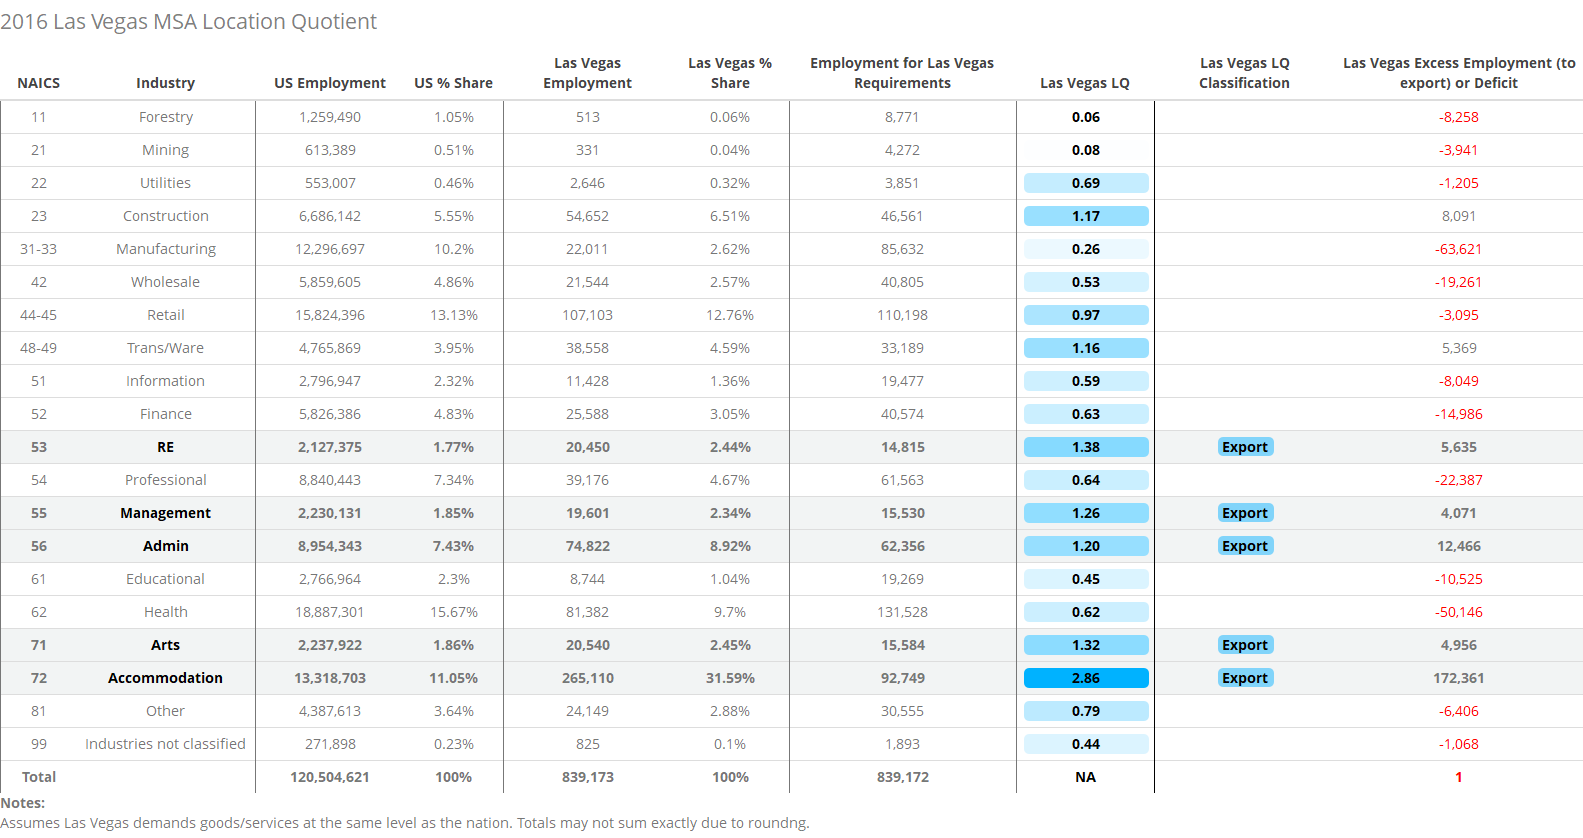 2016 Las Vegas MSA Location Quotient
NAICS Industry US Employment US % Share Las Vegas Employment Las Vegas % Share Employment for Las Vegas Requirements Las Vegas LQ Las Vegas LQ Classification Las Vegas Excess Employment (to export) or Deficit
11 Forestry 1,259,490 1.05% 513 0.06% 8,771 0.06 -8,258
21 Mining 613,389 0.51% 331 0.04% 4,272 0.08 -3,941
22 Utilities 553,007 0.46% 2,646 0.32% 3,851 0.69 -1,205
23 Construction 6,686,142 5.55% 54,652 6.51% 46,561 1.17 8,091
31-33 Manufacturing 12,296,697 10.2% 22,011 2.62% 85,632 0.26 -63,621
42 Wholesale 5,859,605 4.86% 21,544 2.57% 40,805 0.53 -19,261
44-45 Retail 15,824,396 13.13% 107,103 12.76% 110,198 0.97 -3,095
48-49 Trans/Ware 4,765,869 3.95% 38,558 4.59% 33,189 1.16 5,369
51 Information 2,796,947 2.32% 11,428 1.36% 19,477 0.59 -8,049
52 Finance 5,826,386 4.83% 25,588 3.05% 40,574 0.63 -14,986
53 RE 2,127,375 1.77% 20,450 2.44% 14,815 1.38 Export 5,635
54 Professional 8,840,443 7.34% 39,176 4.67% 61,563 0.64 -22,387
55 Management 2,230,131 1.85% 19,601 2.34% 15,530 1.26 Export 4,071
56 Admin 8,954,343 7.43% 74,822 8.92% 62,356 1.20 Export 12,466
61 Educational 2,766,964 2.3% 8,744 1.04% 19,269 0.45 -10,525
62 Health 18,887,301 15.67% 81,382 9.7% 131,528 0.62 -50,146
71 Arts 2,237,922 1.86% 20,540 2.45% 15,584 1.32 Export 4,956
72 Accommodation 13,318,703 11.05% 265,110 31.59% 92,749 2.86 Export 172,361
81 Other 4,387,613 3.64% 24,149 2.88% 30,555 0.79 -6,406
99 Industries not classified 271,898 0.23% 825 0.1% 1,893 0.44 -1,068
Total 120,504,621 100% 839,173 100% 839,172 NA 1
Notes:
Assumes Las Vegas demands goods/services at the same level as the nation. Totals may not sum exactly due to roundng.